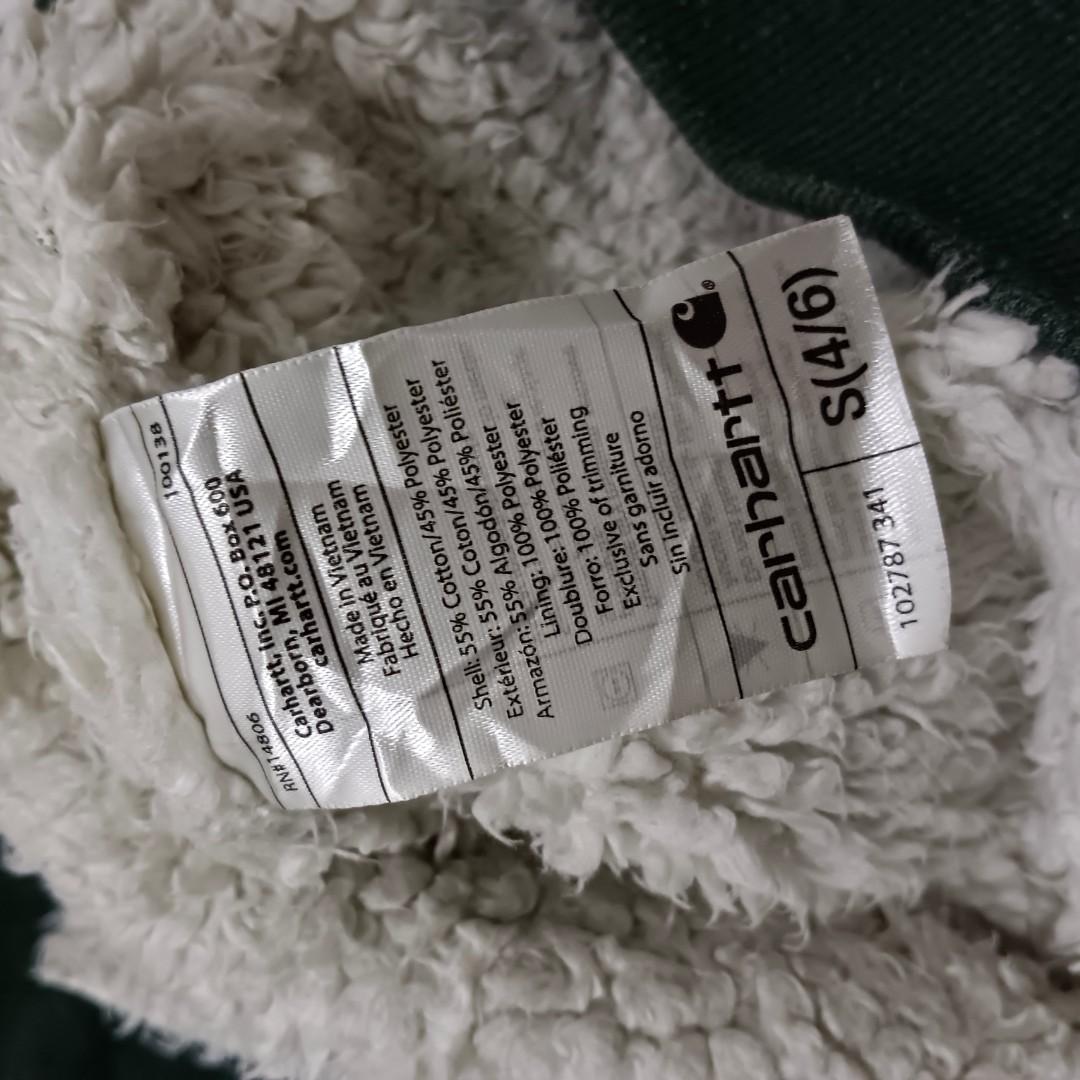 S(4/6)
102787 341
carhartt
Shell: 55% Cotton/45% Polyester
Extérieur: 55% Coton/45% Polyester
Armazón: 55% Algodón/45% Poliéster
Lining: 100% Polyester
Doublure: 100% Poliéster
Forro: 100% Poliéster
Exclusive of trimming
Sans garniture
Sin incluir adorno
Made in Vietnam
Fabriqué au Vietnam
Hecho en Vietnam
Carhartt, Inc. P.O. Box 600
Dearborn, MI 48121 USA
carhartt.com
RN#14806
100138